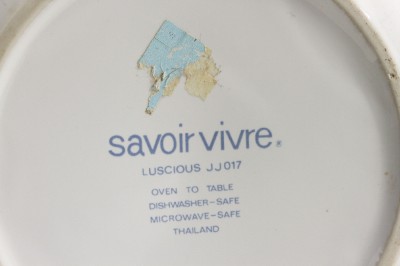 savoir vivre®
LUSCIOUS JJ017
OVEN TO TABLE
DISHWASHER-SAFE
MICROWAVE-SAFE
THAILAND